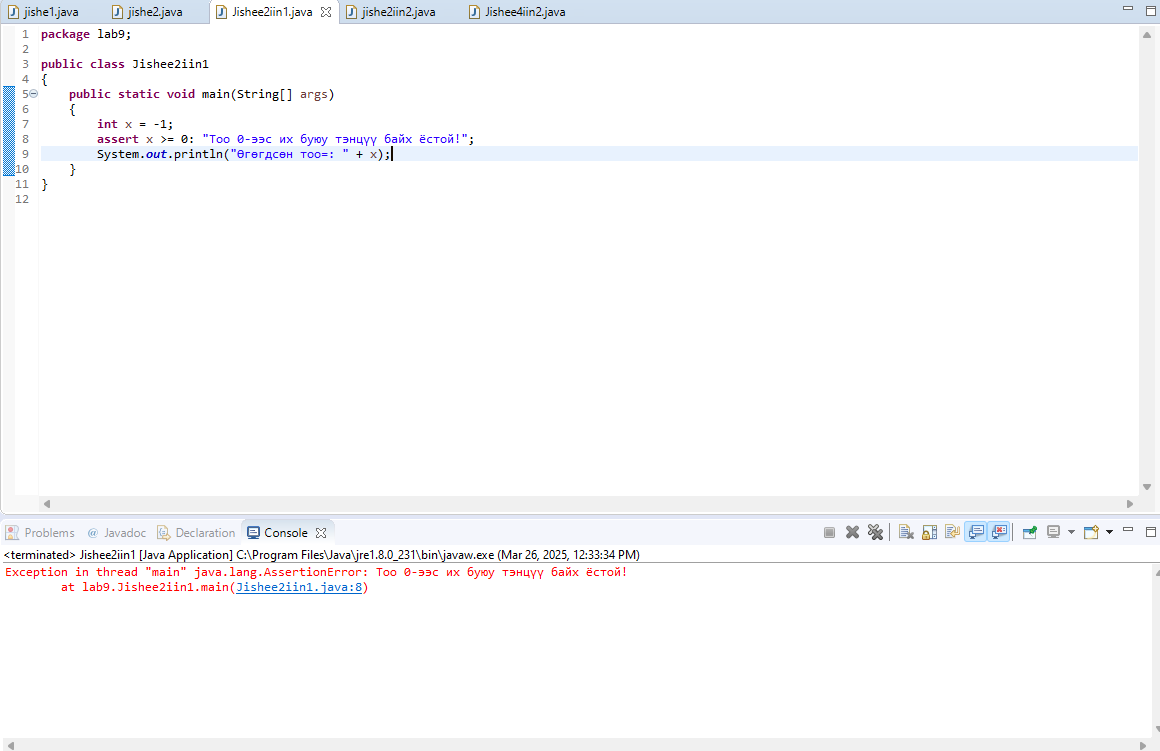 jishe1.java jishe2.java Jishee2iin1.java jishe2iin2.java Jishee4iin2.java
1 package lab9;
2
3 public class Jishee2iin1
4 {
5 public static void main(String[] args)
6 {
7 int x = -1;
8 assert x >= 0: "Тоо 0-ээс их буюу тэнцүү байх ёстой!";
9 System.out.println("Өгөгдсөн тоо=: " + x);
10 }
11 }
12
Problems @ Javadoc Declaration Console
<terminated> Jishee2iin1 [Java Application] C:\Program Files\Java\jre1.8.0_231\bin\javaw.exe (Mar 26, 2025, 12:33:34 PM)
Exception in thread "main" java.lang.AssertionError: Тоо 0-ээс их буюу тэнцүү байх ёстой!
at lab9.Jishee2iin1.main(Jishee2iin1.java:8)